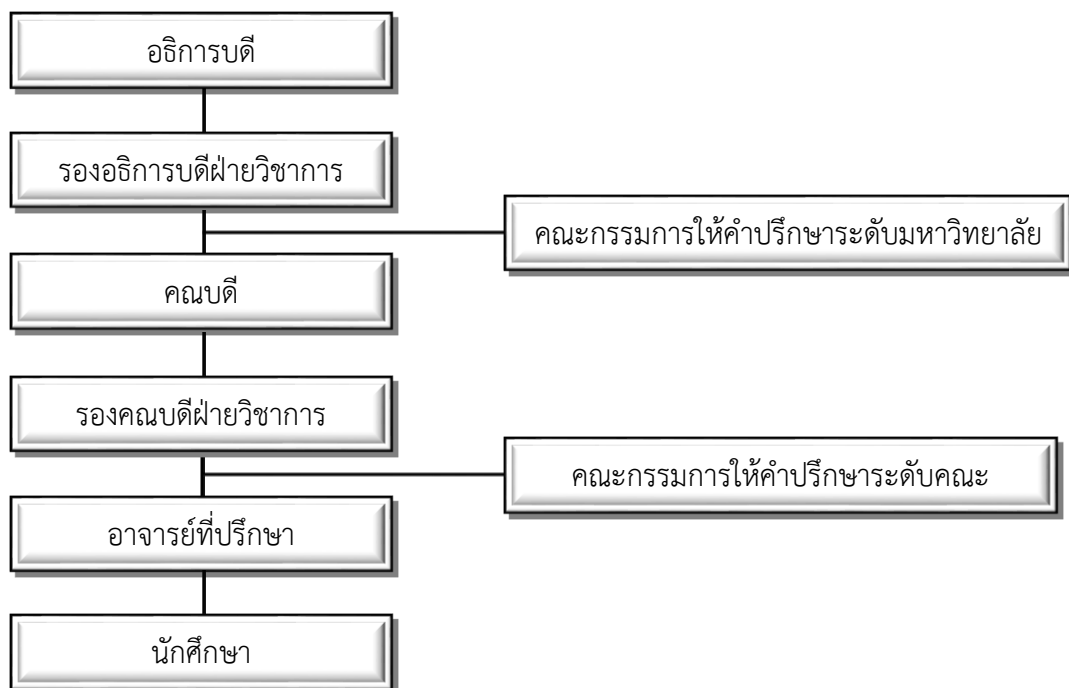 อธิการบดี
รองอธิการบดีฝ่ายวิชาการ
คณะกรรมการให้คำปรึกษาระดับมหาวิทยาลัย
คณบดี
รองคณบดีฝ่ายวิชาการ
คณะกรรมการให้คำปรึกษาระดับคณะ
อาจารย์ที่ปรึกษา
นักศึกษา